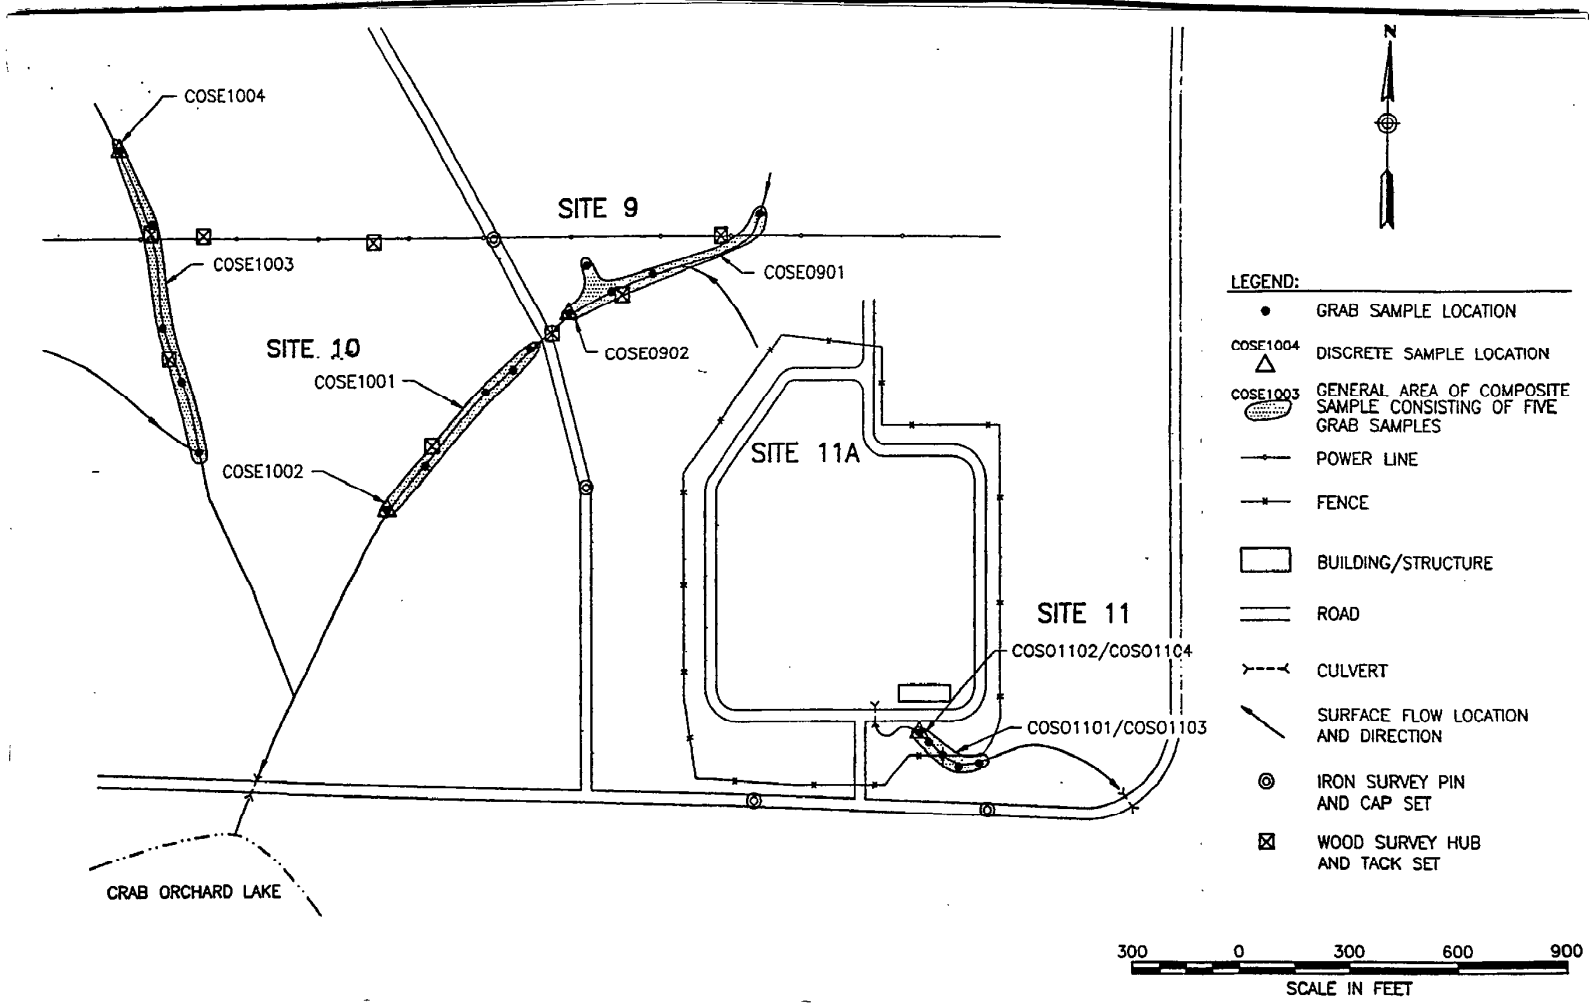 N
COSE1004
SITE 9
COSE1003
COSE0901
SITE 10
COSE0902
COSE1001
COSE1002
SITE 11A
SITE 11
COSO1102/COSO1104
COSO1101/COSO1103
CRAB ORCHARD LAKE
LEGEND:
GRAB SAMPLE LOCATION
COSE1004
DISCRETE SAMPLE LOCATION
COSE1003
GENERAL AREA OF COMPOSITE
SAMPLE CONSISTING OF FIVE
GRAB SAMPLES
POWER LINE
FENCE
BUILDING/STRUCTURE
ROAD
CULVERT
SURFACE FLOW LOCATION
AND DIRECTION
IRON SURVEY PIN
AND CAP SET
WOOD SURVEY HUB
AND TACK SET
300 0 300 600 900
SCALE IN FEET